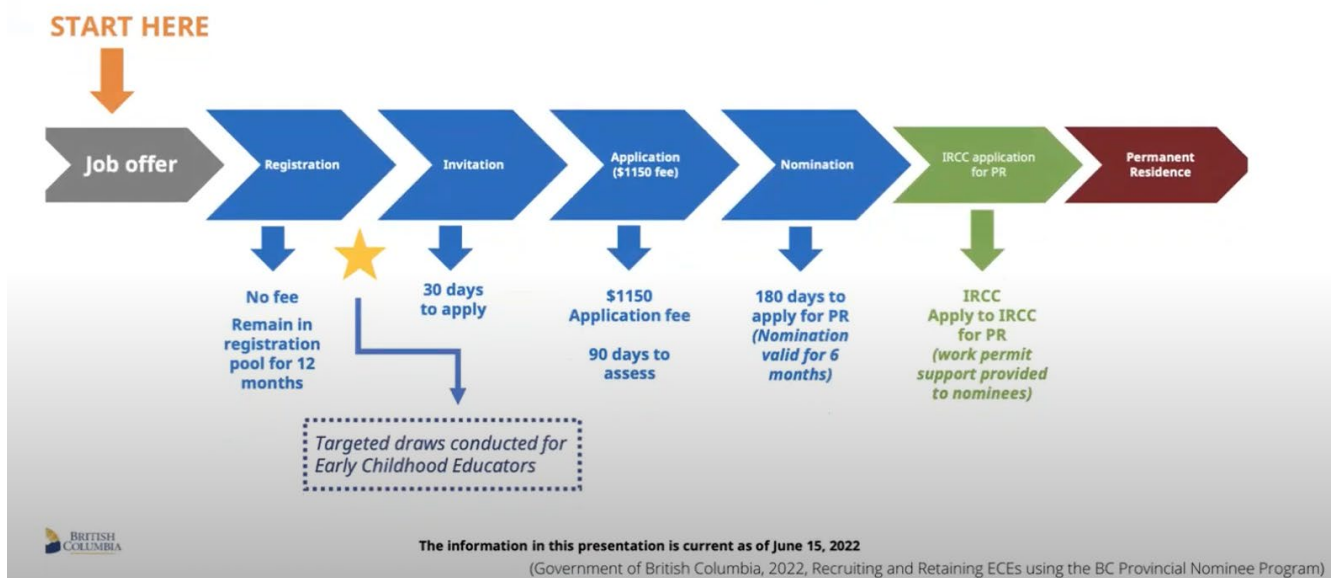 START HERE
Job offer
Registration
Invitation
Application
($1150 fee)
Nomination
IRCC application
for PR
Permanent
Residence
No fee
Remain in
registration
pool for 12
months
30 days
to apply
$1150
Application fee
90 days to
assess
180 days to
apply for PR
(Nomination
valid for 6
months)
IRCC
Apply to IRCC
for PR
(work permit
support provided
to nominees)
Targeted draws conducted for
Early Childhood Educators
BRITISH
COLUMBIA
The information in this presentation is current as of June 15, 2022
(Government of British Columbia, 2022, Recruiting and Retaining ECEs using the BC Provincial Nominee Program)